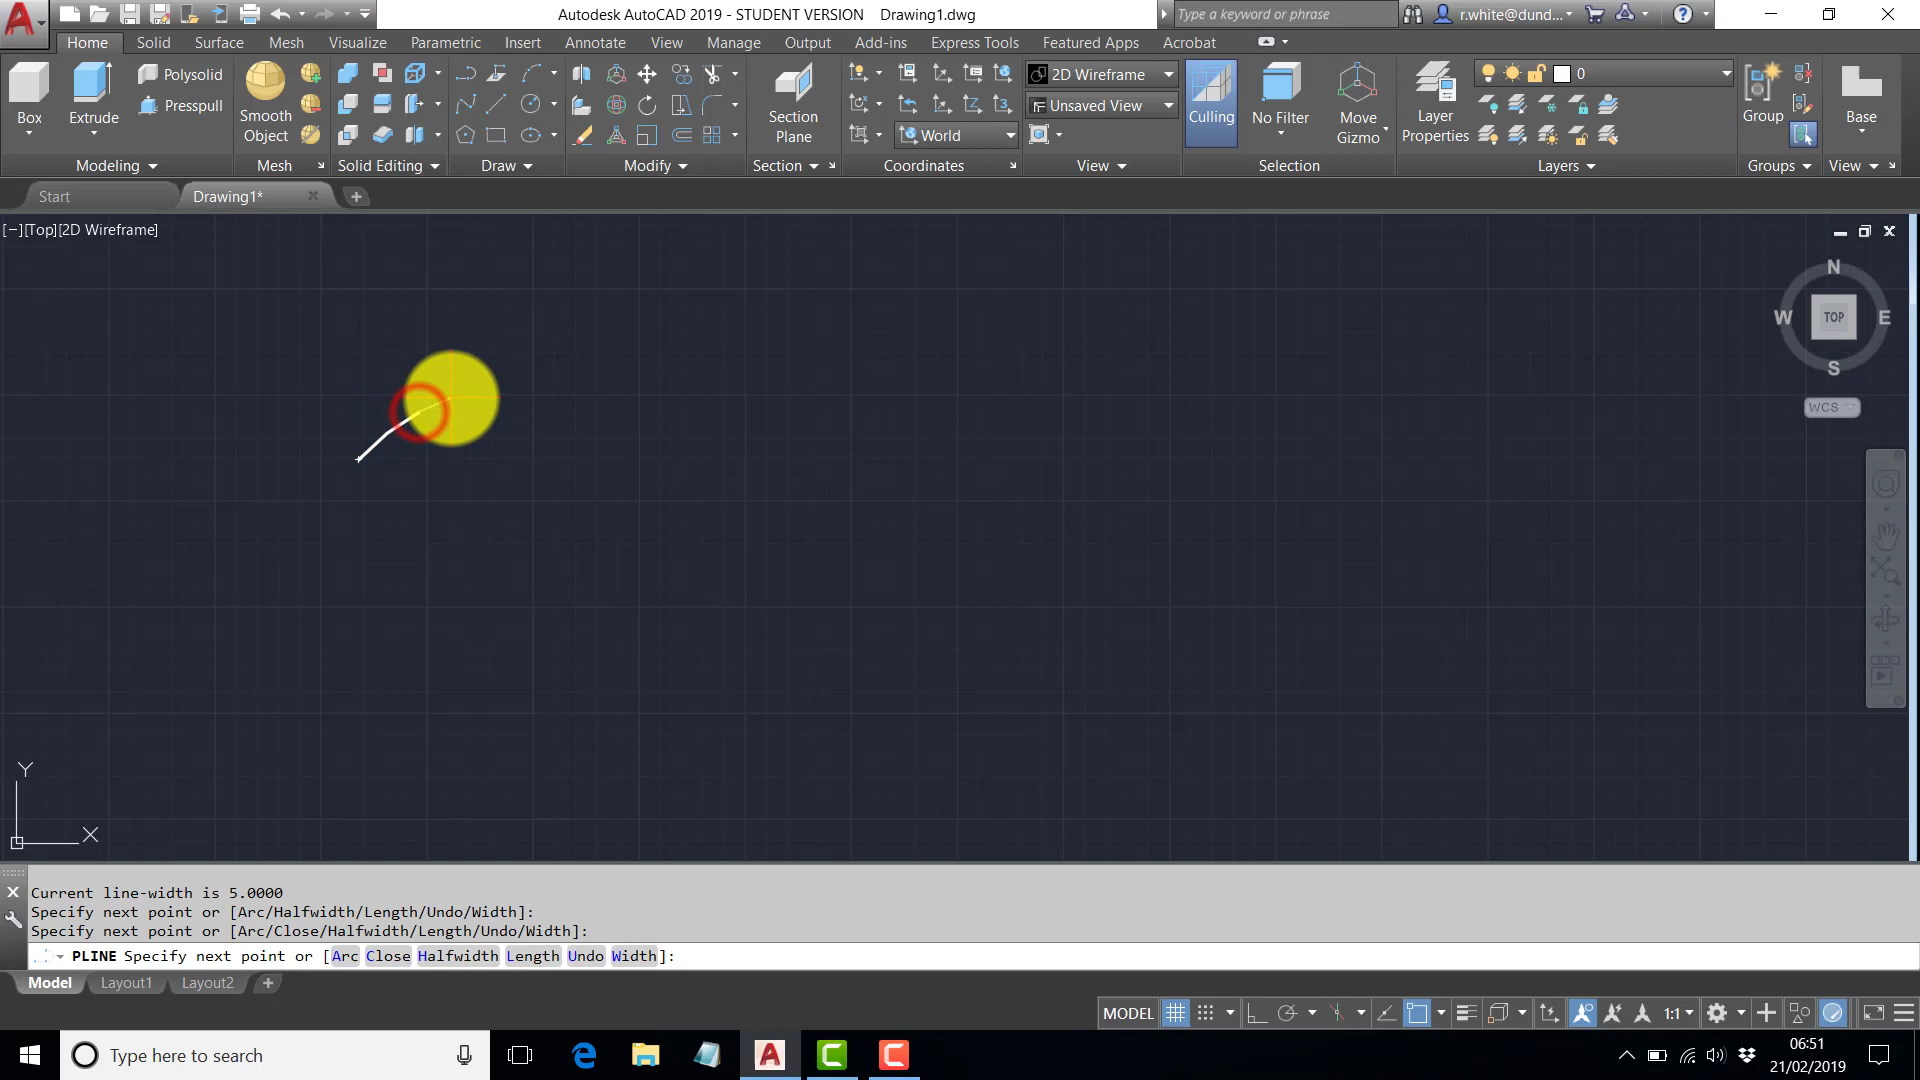 Autodesk AutoCAD 2019 - STUDENT VERSION Drawing1.dwg
Type a keyword or phrase
r.white@dund...
Home Solid Surface Mesh Visualize Parametric Insert Annotate View Manage Output Add-ins Express Tools Featured Apps Acrobat
Box
Extrude
Polysolid
Presspull
Smooth
Object
Section
Plane
World
2D Wireframe
Unsaved View
Culling
No Filter
Move
Gizmo
Layer
Properties
0
Group
Base
Modeling Mesh Solid Editing Draw Modify Section Coordinates View Selection Layers Groups View
Start Drawing1*
[−][Top][2D Wireframe]
N
W TOP E
S
WCS
Y
X
Current line-width is 5.0000
Specify next point or [Arc/Halfwidth/Length/Undo/Width]:
Specify next point or [Arc/Close/Halfwidth/Length/Undo/Width]:
PLINE Specify next point or [Arc Close Halfwidth Length Undo Width]:
Model Layout1 Layout2
MODEL 1:1
Type here to search
06:51
21/02/2019